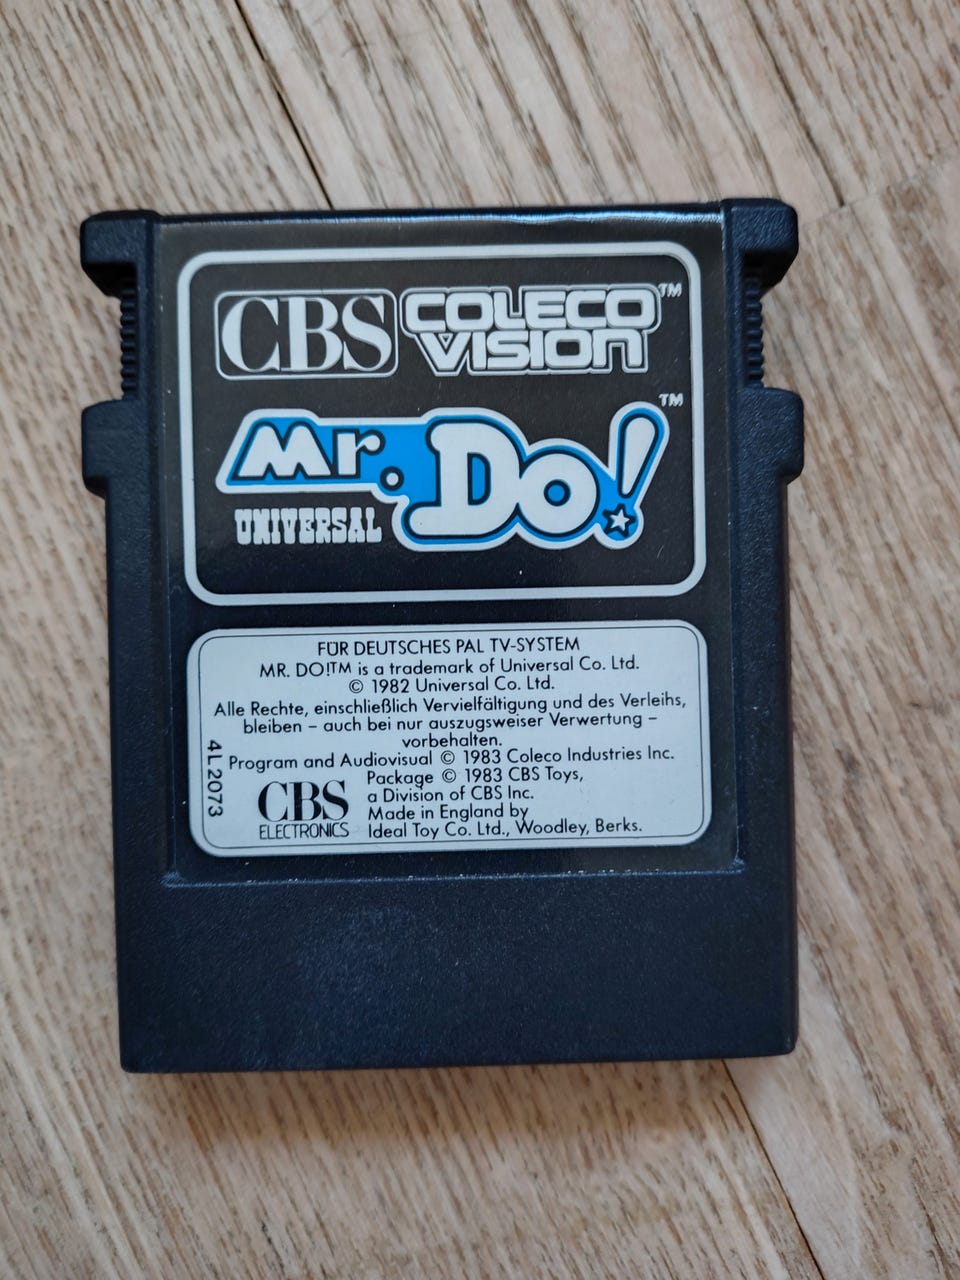 CBS COLECO VISION™
Mr. Do!™
UNIVERSAL
FÜR DEUTSCHES PAL TV-SYSTEM
MR. DO!TM is a trademark of Universal Co. Ltd.
© 1982 Universal Co. Ltd.
Alle Rechte, einschließlich Vervielfältigung und des Verleihs,
bleiben – auch bei nur auszugsweiser Verwertung –
vorbehalten.
Program and Audiovisual © 1983 Coleco Industries Inc.
Package © 1983 CBS Toys,
a Division of CBS Inc.
Made in England by
Ideal Toy Co. Ltd., Woodley, Berks.
CBS
ELECTRONICS
4L2073